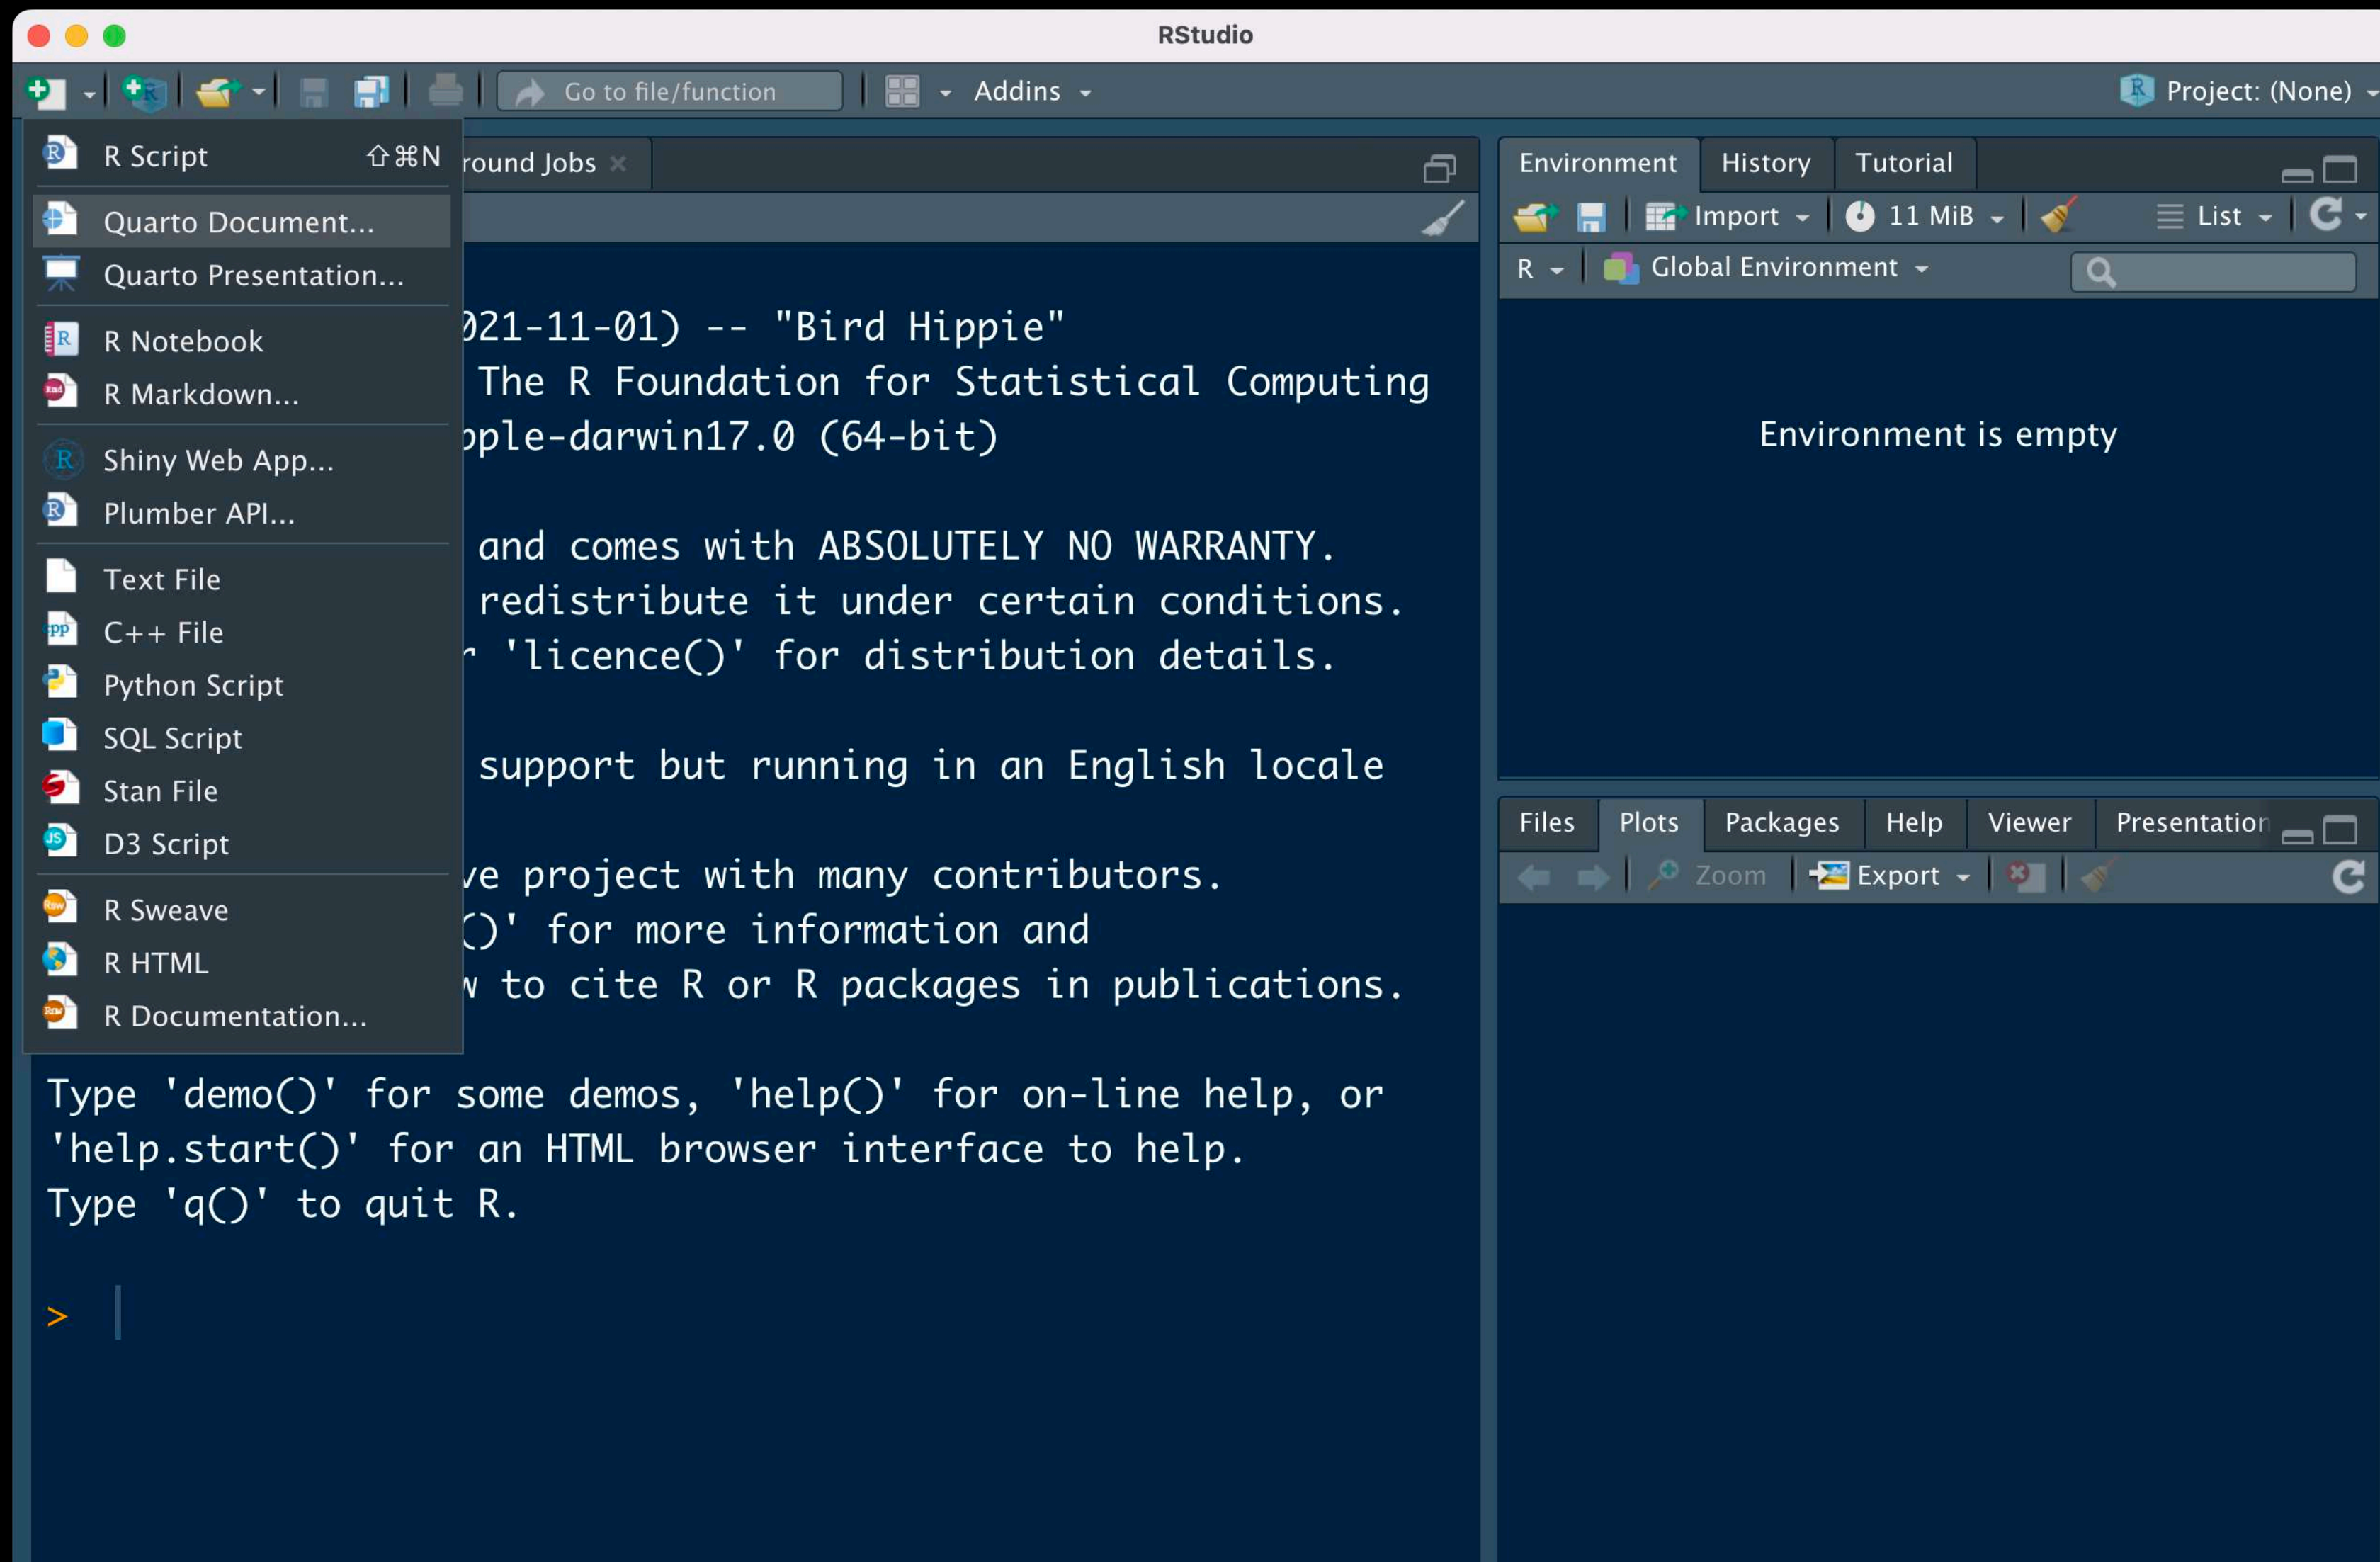 RStudio
Go to file/function
Addins
Project: (None)
R Script ⇧⌘N
Quarto Document...
Quarto Presentation...
R Notebook
R Markdown...
Shiny Web App...
Plumber API...
Text File
C++ File
Python Script
SQL Script
Stan File
D3 Script
R Sweave
R HTML
R Documentation...
round Jobs
021-11-01) -- "Bird Hippie"
The R Foundation for Statistical Computing
pple-darwin17.0 (64-bit)
and comes with ABSOLUTELY NO WARRANTY.
redistribute it under certain conditions.
r 'licence()' for distribution details.
support but running in an English locale
ve project with many contributors.
()' for more information and
w to cite R or R packages in publications.
Type 'demo()' for some demos, 'help()' for on-line help, or
'help.start()' for an HTML browser interface to help.
Type 'q()' to quit R.
>
Environment History Tutorial
Import 11 MiB List
R Global Environment
Environment is empty
Files Plots Packages Help Viewer Presentation
Zoom Export